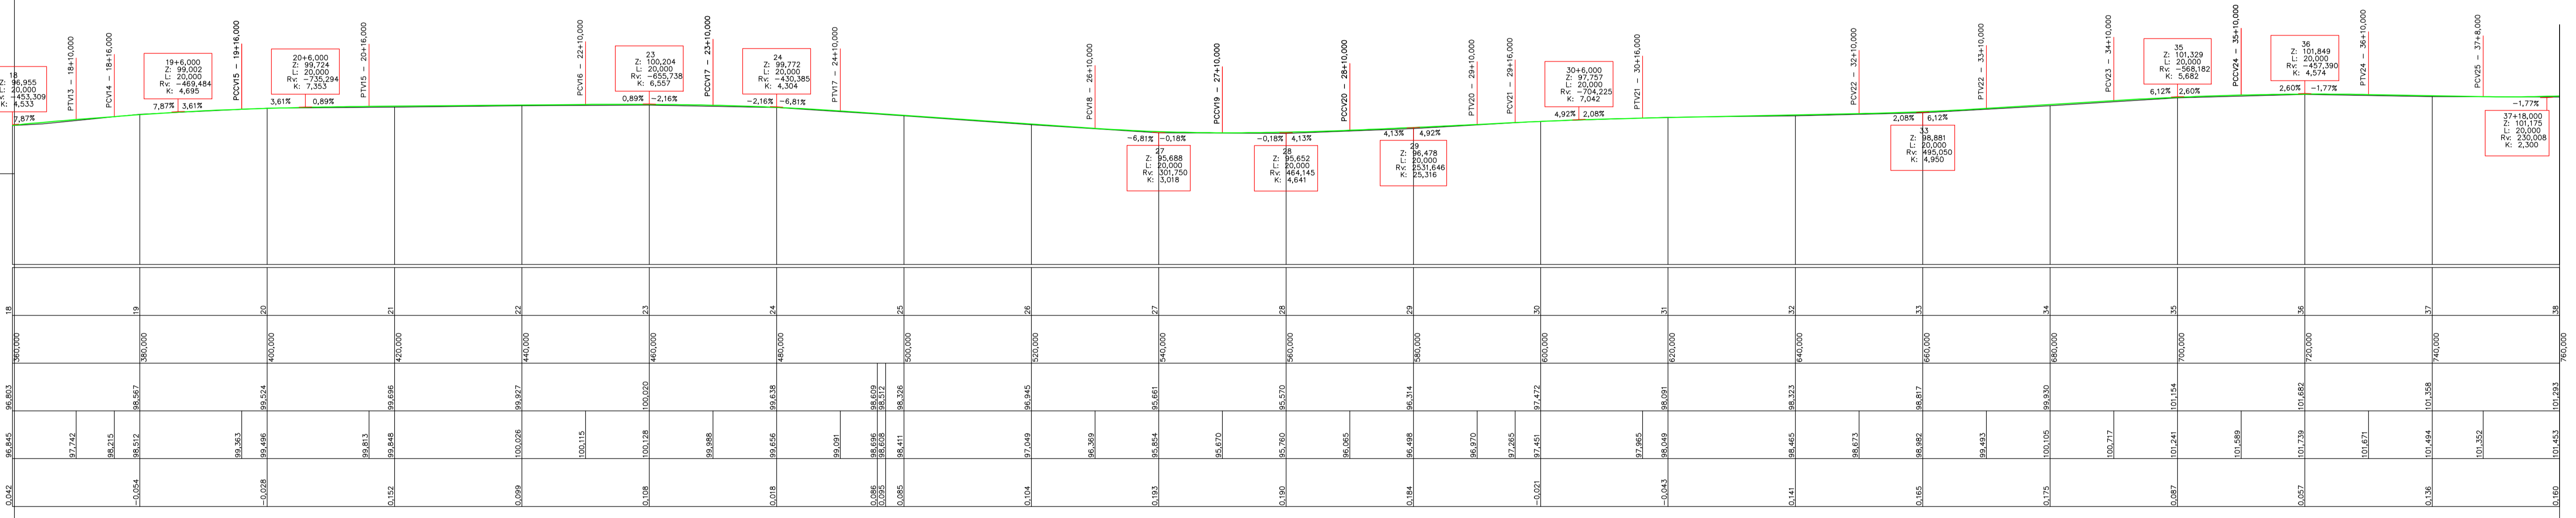 18
Z: 96,955
L: 20,000
Rv: -453,309
K: 4,533
7,87%
PTV13 - 18+10,000
PCV14 - 18+16,000
19+6,000
Z: 99,002
L: 20,000
Rv: -469,484
K: 4,695
7,87% 3,61%
PCCV15 - 19+16,000
20+6,000
Z: 99,724
L: 20,000
Rv: -735,294
K: 7,353
3,61% 0,89%
PTV15 - 20+16,000
PCV16 - 22+10,000
23
Z: 100,204
L: 20,000
Rv: -655,738
K: 6,557
0,89% -2,16%
PCCV17 - 23+10,000
24
Z: 99,772
L: 20,000
Rv: -430,385
K: 4,304
-2,16% -6,81%
PTV17 - 24+10,000
PCV18 - 26+10,000
-6,81% -0,18%
27
Z: 95,688
L: 20,000
Rv: 301,750
K: 3,018
PCCV19 - 27+10,000
-0,18% 4,13%
28
Z: 95,652
L: 20,000
Rv: 464,145
K: 4,641
PCCV20 - 28+10,000
4,13% 4,92%
29
Z: 96,478
L: 20,000
Rv: 2531,646
K: 25,316
PTV20 - 29+10,000
PCV21 - 29+16,000
30+6,000
Z: 97,757
L: 20,000
Rv: -704,225
K: 7,042
4,92% 2,08%
PTV21 - 30+16,000
PCV22 - 32+10,000
2,08% 6,12%
33
Z: 98,881
L: 20,000
Rv: 495,050
K: 4,950
PTV22 - 33+10,000
PCV23 - 34+10,000
35
Z: 101,329
L: 20,000
Rv: -568,182
K: 5,682
6,12% 2,60%
PCCV24 - 35+10,000
36
Z: 101,849
L: 20,000
Rv: -457,390
K: 4,574
2,60% -1,77%
PTV24 - 36+10,000
PCV25 - 37+8,000
-1,77%
37+18,000
Z: 101,175
L: 20,000
Rv: 230,008
K: 2,300
18 19 20 21 22 23 24 25 26 27 28 29 30 31 32 33 34 35 36 37 38
360,000 380,000 400,000 420,000 440,000 460,000 480,000 500,000 520,000 540,000 560,000 580,000 600,000 620,000 640,000 660,000 680,000 700,000 720,000 740,000 760,000
96,803 98,567 99,524 99,696 99,927 100,020 99,638 98,609 98,512 98,326 96,945 95,661 95,570 96,314 97,472 98,091 98,323 98,817 99,930 101,154 101,682 101,358 101,293
96,845 97,742 98,215 98,512 99,363 99,496 99,813 99,848 100,026 100,115 100,128 99,988 99,656 99,091 98,696 98,608 98,411 97,049 96,369 95,854 95,670 95,760 96,065 96,498 96,970 97,265 97,451 97,965 98,049 98,465 98,673 98,982 99,493 100,105 100,717 101,241 101,589 101,739 101,671 101,494 101,352 101,453
0,042 -0,054 -0,028 0,152 0,099 0,108 0,018 0,086 0,095 0,085 0,104 0,193 0,190 0,184 -0,021 -0,043 0,141 0,165 0,175 0,087 0,057 0,136 0,160